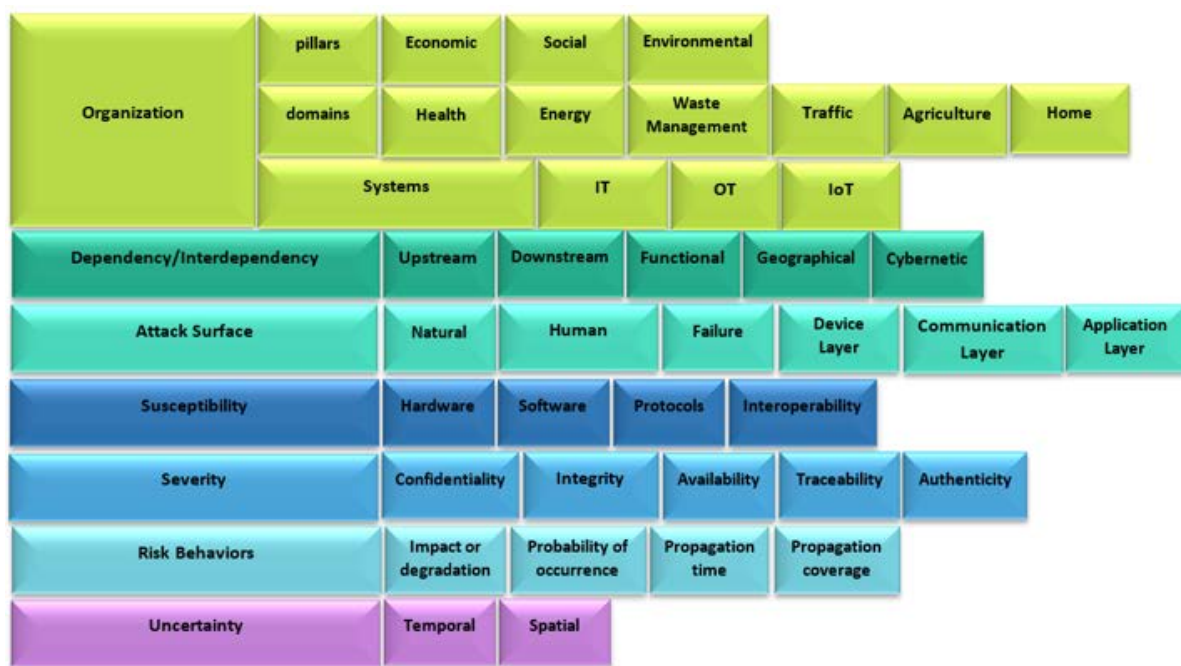 pillars Economic Social Environmental
Organization domains Health Energy Waste Management Traffic Agriculture Home
Systems IT OT IoT
Dependency/Interdependency Upstream Downstream Functional Geographical Cybernetic
Attack Surface Natural Human Failure Device Layer Communication Layer Application Layer
Susceptibility Hardware Software Protocols Interoperability
Severity Confidentiality Integrity Availability Traceability Authenticity
Risk Behaviors Impact or degradation Probability of occurrence Propagation time Propagation coverage
Uncertainty Temporal Spatial